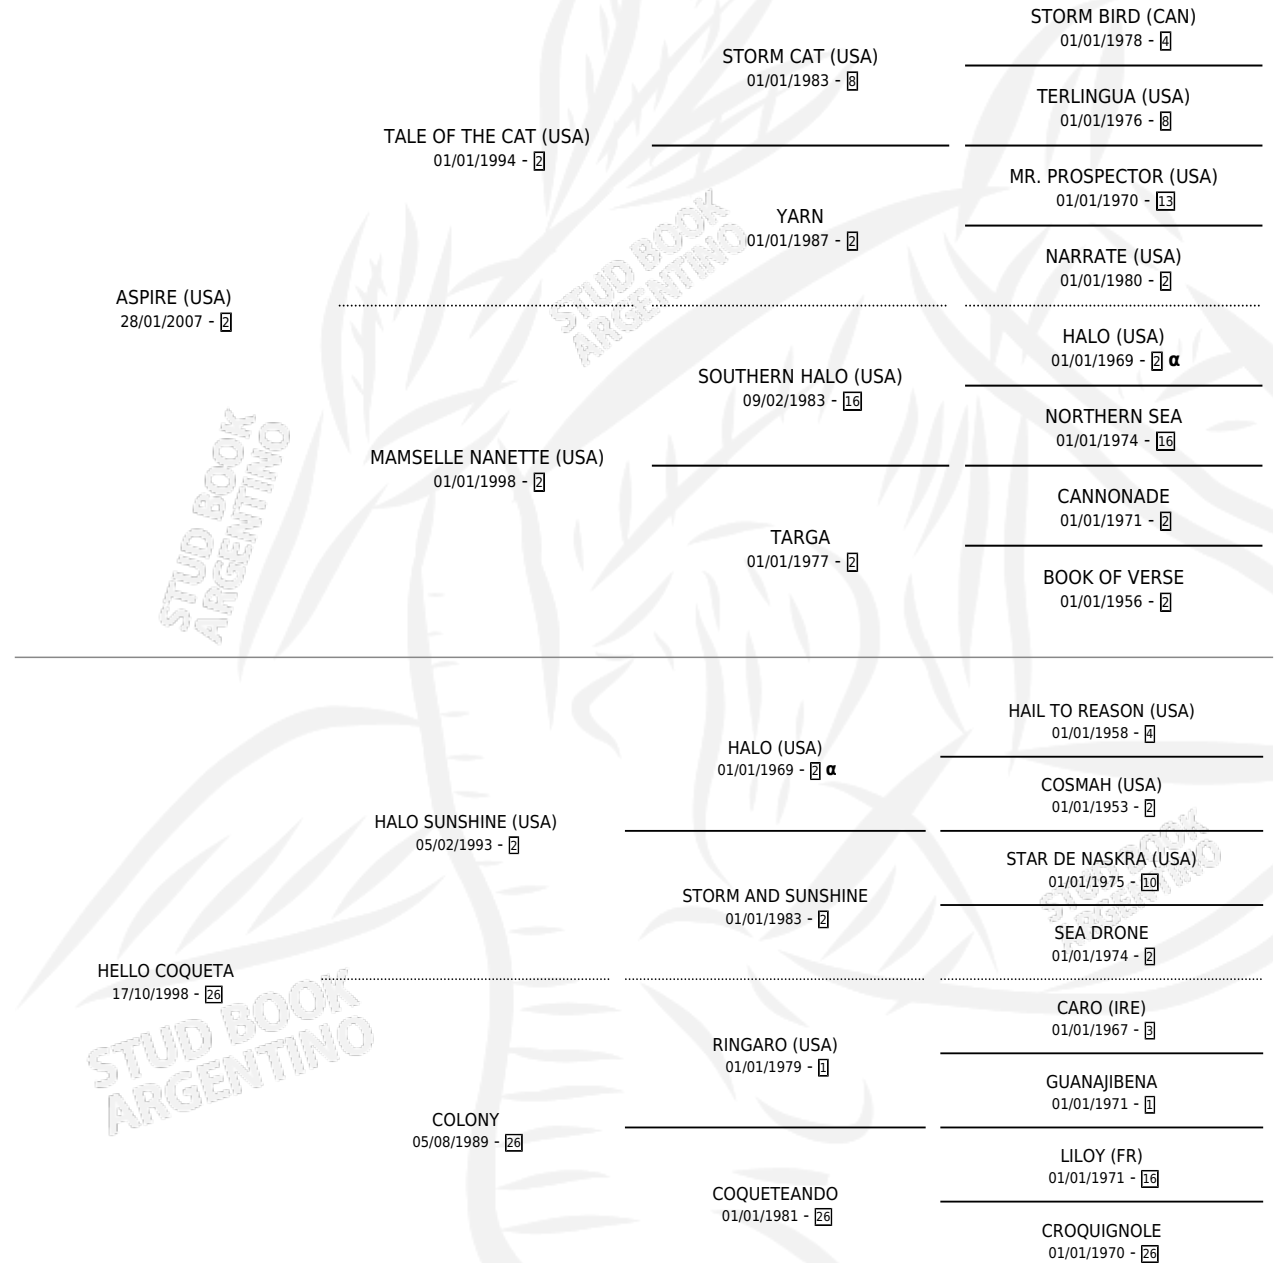 STORM BIRD (CAN)
01/01/1978 - 4
STORM CAT (USA)
01/01/1983 - 8
TERLINGUA (USA)
01/01/1976 - 8
TALE OF THE CAT (USA)
01/01/1994 - 2
MR. PROSPECTOR (USA)
01/01/1970 - 13
YARN
01/01/1987 - 2
NARRATE (USA)
01/01/1980 - 2
ASPIRE (USA)
28/01/2007 - 2
HALO (USA)
01/01/1969 - 2 α
SOUTHERN HALO (USA)
09/02/1983 - 16
NORTHERN SEA
01/01/1974 - 16
MAMSELLE NANETTE (USA)
01/01/1998 - 2
CANNONADE
01/01/1971 - 2
TARGA
01/01/1977 - 2
BOOK OF VERSE
01/01/1956 - 2
HAIL TO REASON (USA)
01/01/1958 - 4
HALO (USA)
01/01/1969 - 2 α
COSMAH (USA)
01/01/1953 - 2
HALO SUNSHINE (USA)
05/02/1993 - 2
STAR DE NASKRA (USA)
01/01/1975 - 10
STORM AND SUNSHINE
01/01/1983 - 2
SEA DRONE
01/01/1974 - 2
HELLO COQUETA
17/10/1998 - 26
CARO (IRE)
01/01/1967 - 3
RINGARO (USA)
01/01/1979 - 1
GUANAJIBENA
01/01/1971 - 1
COLONY
05/08/1989 - 26
LILOY (FR)
01/01/1971 - 16
COQUETEANDO
01/01/1981 - 26
CROQUIGNOLE
01/01/1970 - 26
STUD BOOK
ARGENTINO
STUD BOOK
ARGENTINO
STUD BOOK
ARGENTINO
STUD BOOK
ARGENTINO